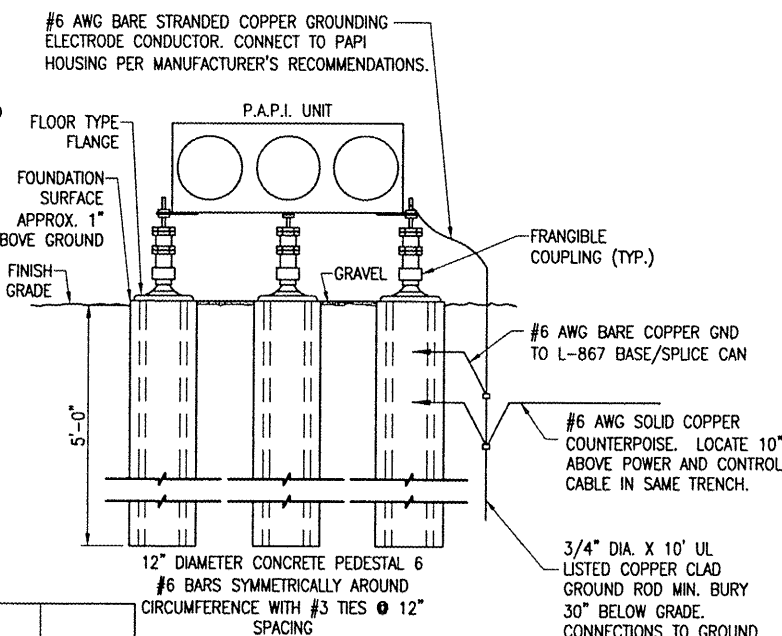 #6 AWG BARE STRANDED COPPER GROUNDING
ELECTRODE CONDUCTOR. CONNECT TO PAPI
HOUSING PER MANUFACTURER'S RECOMMENDATIONS.
P.A.P.I. UNIT
FLOOR TYPE
FLANGE
FOUNDATION
SURFACE
APPROX. 1"
BOVE GROUND
FINISH
GRADE
GRAVEL
FRANGIBLE
COUPLING (TYP.)
#6 AWG BARE COPPER GND
TO L-867 BASE/SPLICE CAN
5'-0"
#6 AWG SOLID COPPER
COUNTERPOISE. LOCATE 10"
ABOVE POWER AND CONTROL
CABLE IN SAME TRENCH.
12" DIAMETER CONCRETE PEDESTAL 6
#6 BARS SYMMETRICALLY AROUND
CIRCUMFERENCE WITH #3 TIES @ 12"
SPACING
3/4" DIA. X 10' UL
LISTED COPPER CLAD
GROUND ROD MIN. BURY
30" BELOW GRADE.
CONNECTIONS TO GROUND